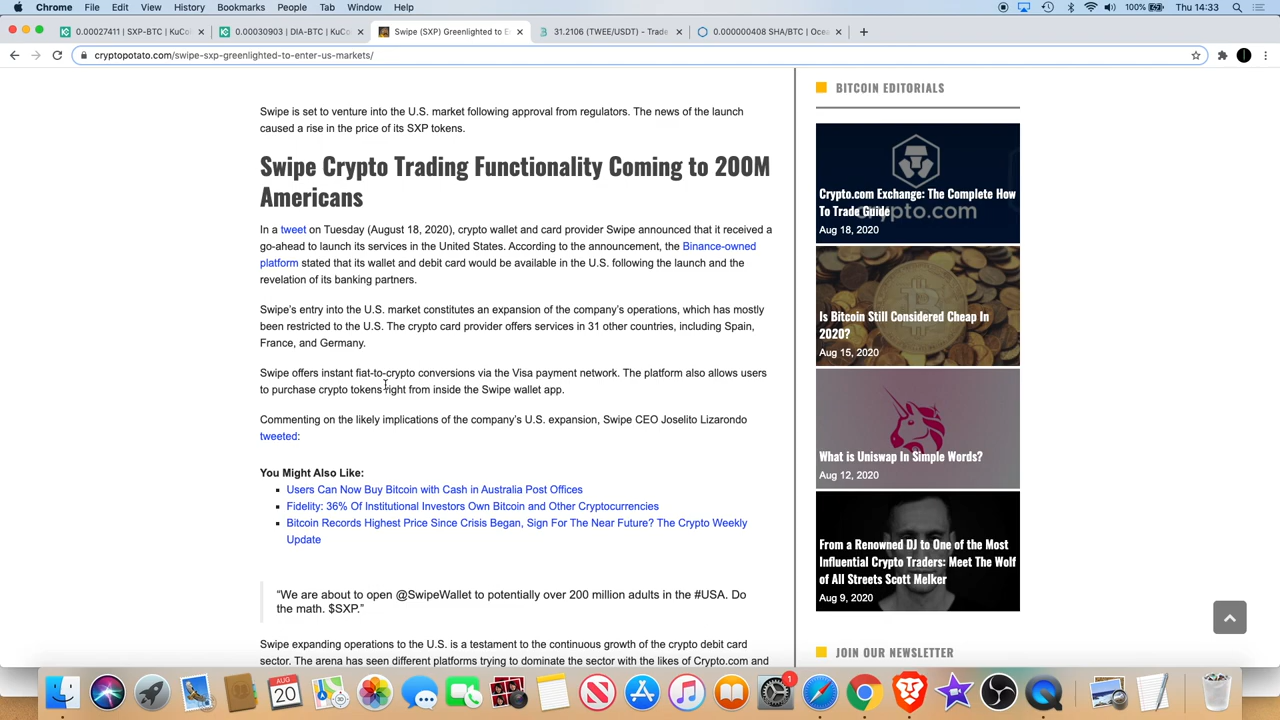 Chrome File Edit View History Bookmarks People Tab Window Help 100% Thu 14:33
0.00027411 | SXP-BTC | KuCo
0.00030903 | DIA-BTC | KuC
Swipe (SXP) Greenlighted to E
31.2106 (TWEE/USDT) - Trade
0.000000408 SHA/BTC | Oce
cryptopotato.com/swipe-sxp-greenlighted-to-enter-us-markets/
Swipe is set to venture into the U.S. market following approval from regulators. The news of the launch
caused a rise in the price of its SXP tokens.
Swipe Crypto Trading Functionality Coming to 200M
Americans
In a tweet on Tuesday (August 18, 2020), crypto wallet and card provider Swipe announced that it received a
go-ahead to launch its services in the United States. According to the announcement, the Binance-owned
platform stated that its wallet and debit card would be available in the U.S. following the launch and the
revelation of its banking partners.
Swipe's entry into the U.S. market constitutes an expansion of the company's operations, which has mostly
been restricted to the U.S. The crypto card provider offers services in 31 other countries, including Spain,
France, and Germany.
Swipe offers instant fiat-to-crypto conversions via the Visa payment network. The platform also allows users
to purchase crypto tokens right from inside the Swipe wallet app.
Commenting on the likely implications of the company's U.S. expansion, Swipe CEO Joselito Lizarondo
tweeted:
You Might Also Like:
Users Can Now Buy Bitcoin with Cash in Australia Post Offices
Fidelity: 36% Of Institutional Investors Own Bitcoin and Other Cryptocurrencies
Bitcoin Records Highest Price Since Crisis Began, Sign For The Near Future? The Crypto Weekly
Update
“We are about to open @SwipeWallet to potentially over 200 million adults in the #USA. Do
the math. $SXP.”
Swipe expanding operations to the U.S. is a testament to the continuous growth of the crypto debit card
sector. The arena has seen different platforms trying to dominate the sector with the likes of Crypto.com and
BITCOIN EDITORIALS
crypto.com
Crypto.com Exchange: The Complete How
To Trade Guide
Aug 18, 2020
Is Bitcoin Still Considered Cheap In
2020?
Aug 15, 2020
What is Uniswap In Simple Words?
Aug 12, 2020
From a Renowned DJ to One of the Most
Influential Crypto Traders: Meet The Wolf
of All Streets Scott Melker
Aug 9, 2020
JOIN OUR NEWSLETTER
AUG
20
1